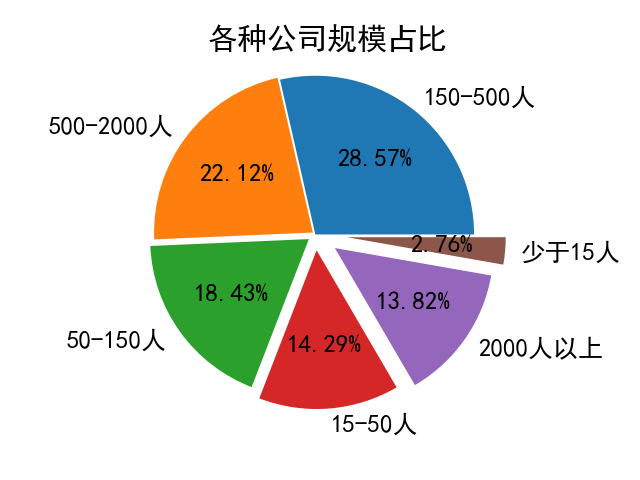 各种公司规模占比
150-500人
500-2000人
28.57%
22.12%
2.76%
少于15人
18.43%
13.82%
50-150人
14.29%
2000人以上
15-50人